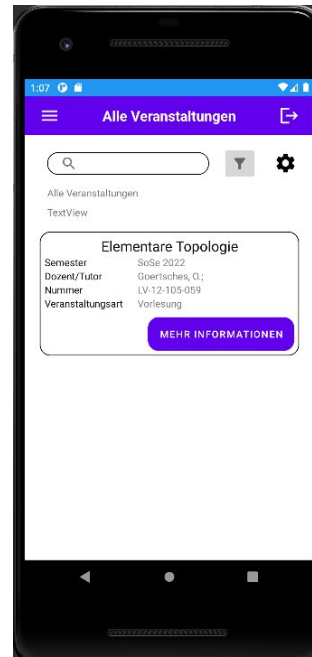 1:07
Alle Veranstaltungen
Alle Veranstaltungen
TextView
Elementare Topologie
Semester SoSe 2022
Dozent/Tutor Goertsches, O.;
Nummer LV-12-105-059
Veranstaltungsart Vorlesung
MEHR INFORMATIONEN